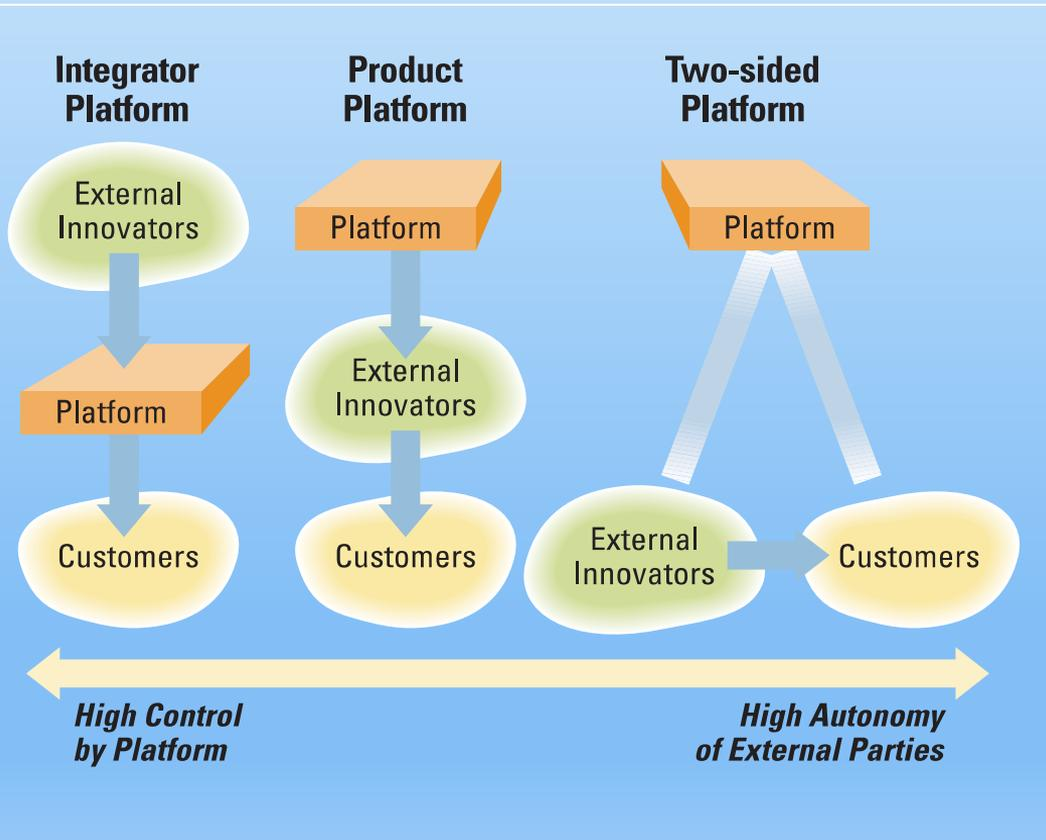 Integrator
Platform
External
Innovators
Platform
Customers
Product
Platform
Platform
External
Innovators
Customers
Two-sided
Platform
Platform
External
Innovators
Customers
High Control
by Platform
High Autonomy
of External Parties